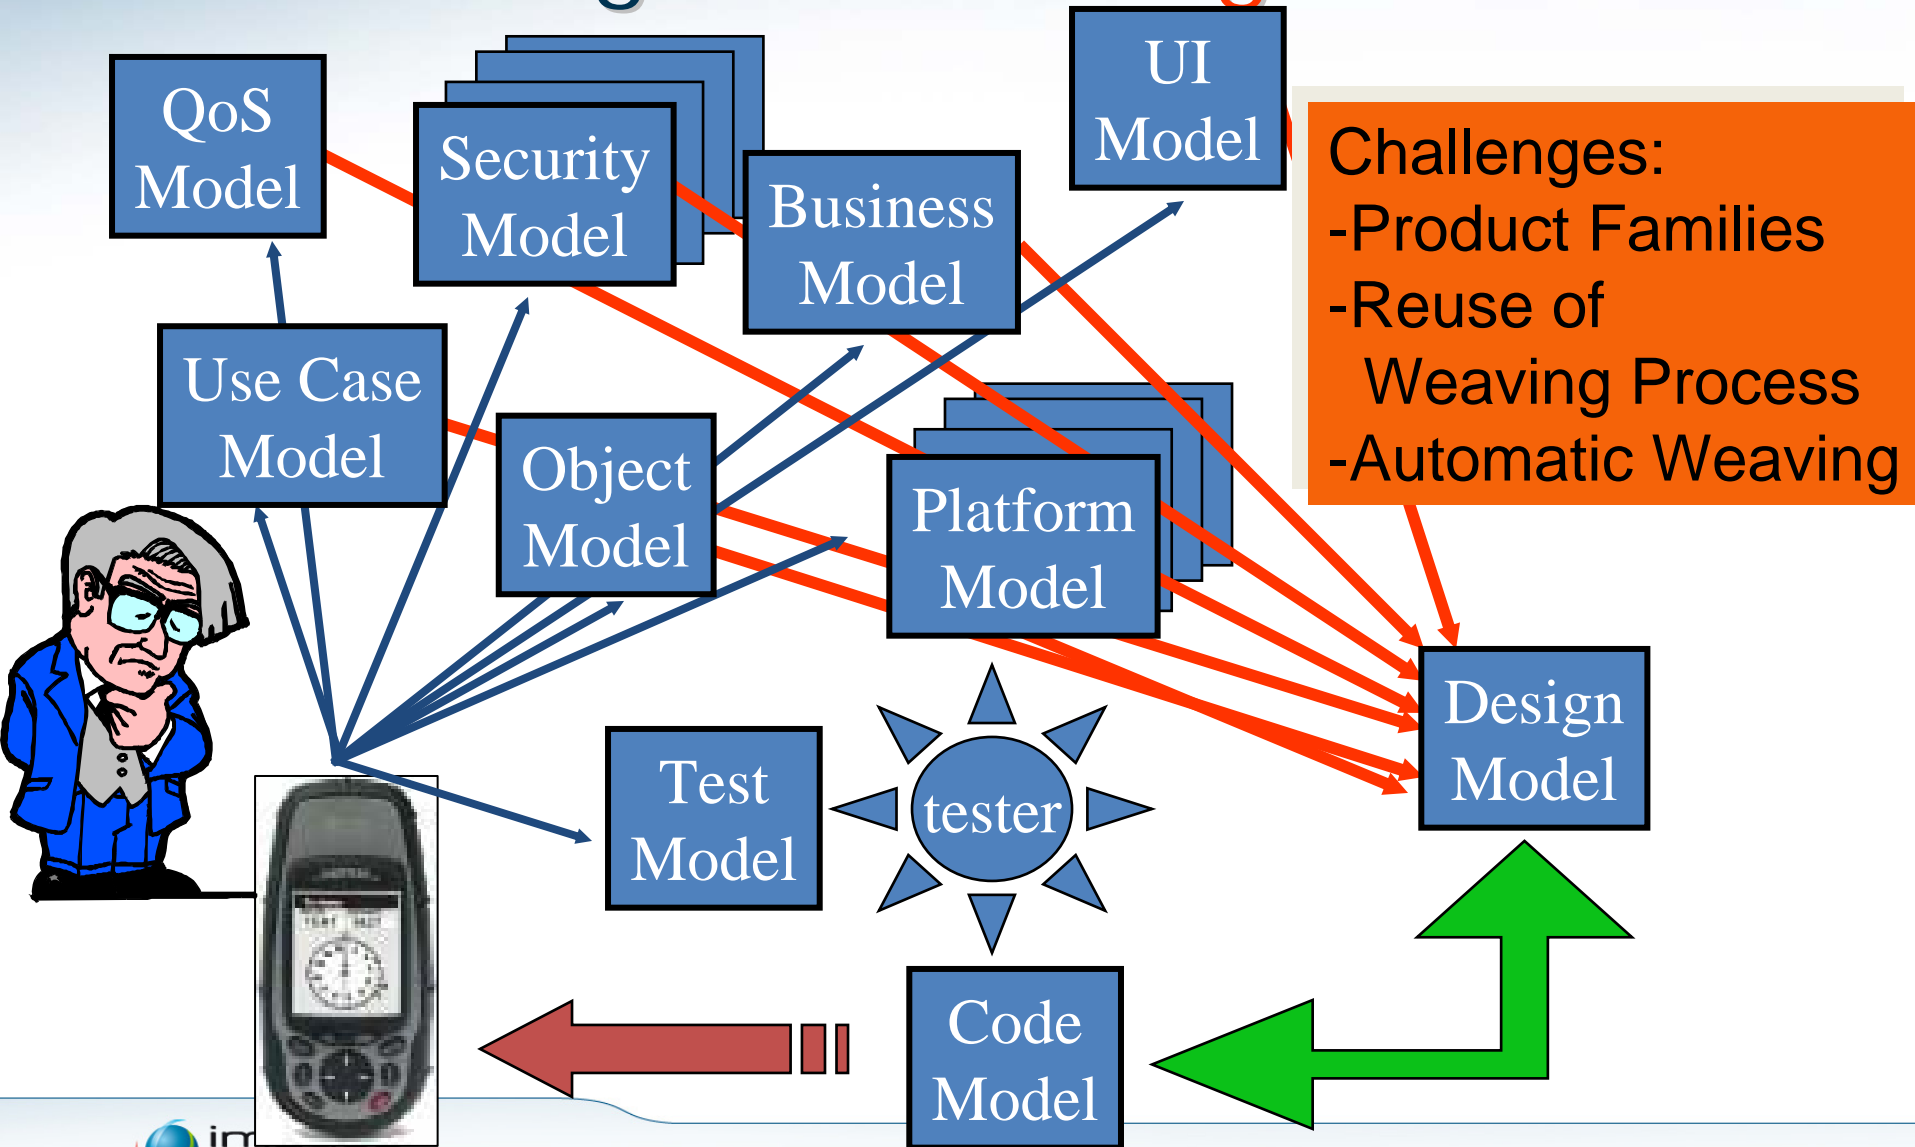 QoS
Model
Security
Model
Business
Model
UI
Model
Challenges:
-Product Families
-Reuse of
Weaving Process
-Automatic Weaving
Use Case
Model
Object
Model
Platform
Model
Design
Model
Test
Model
tester
Code
Model